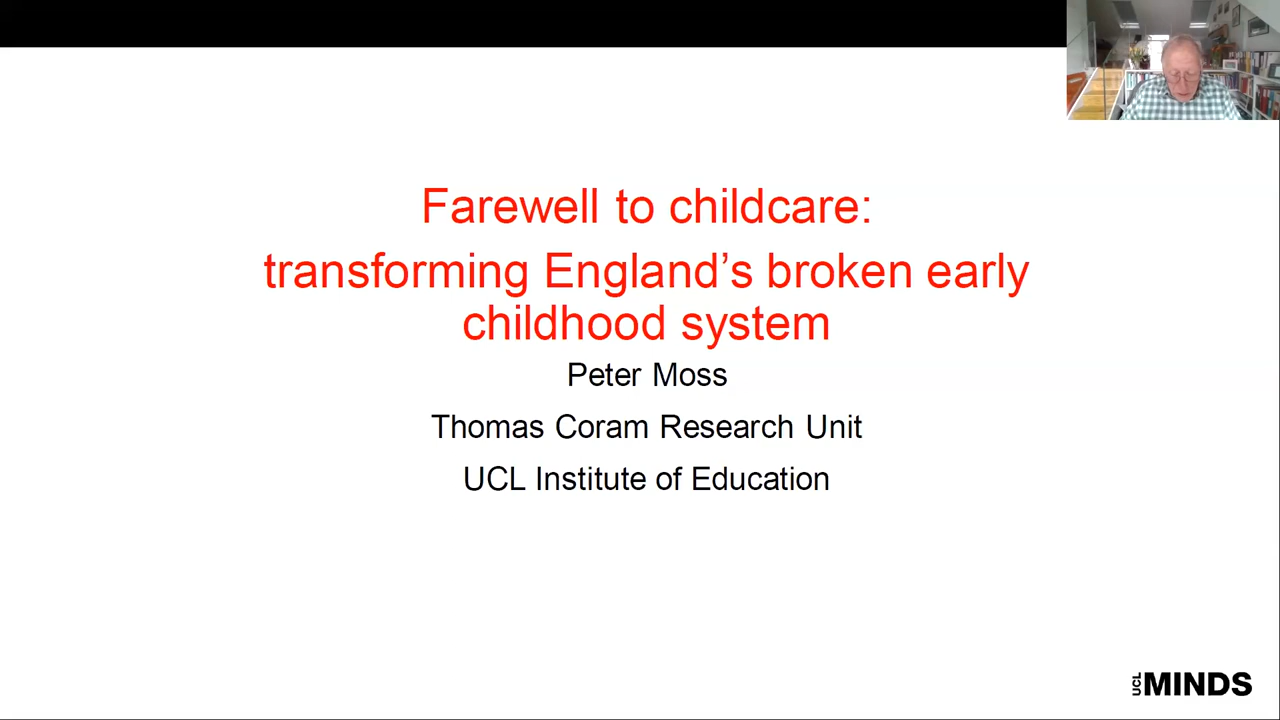 Farewell to childcare:
transforming England’s broken early
childhood system
Peter Moss
Thomas Coram Research Unit
UCL Institute of Education
UCL MINDS